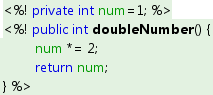 <%! private int num=1; %>
<%! public int doubleNumber() {
num *= 2;
return num;
} %>